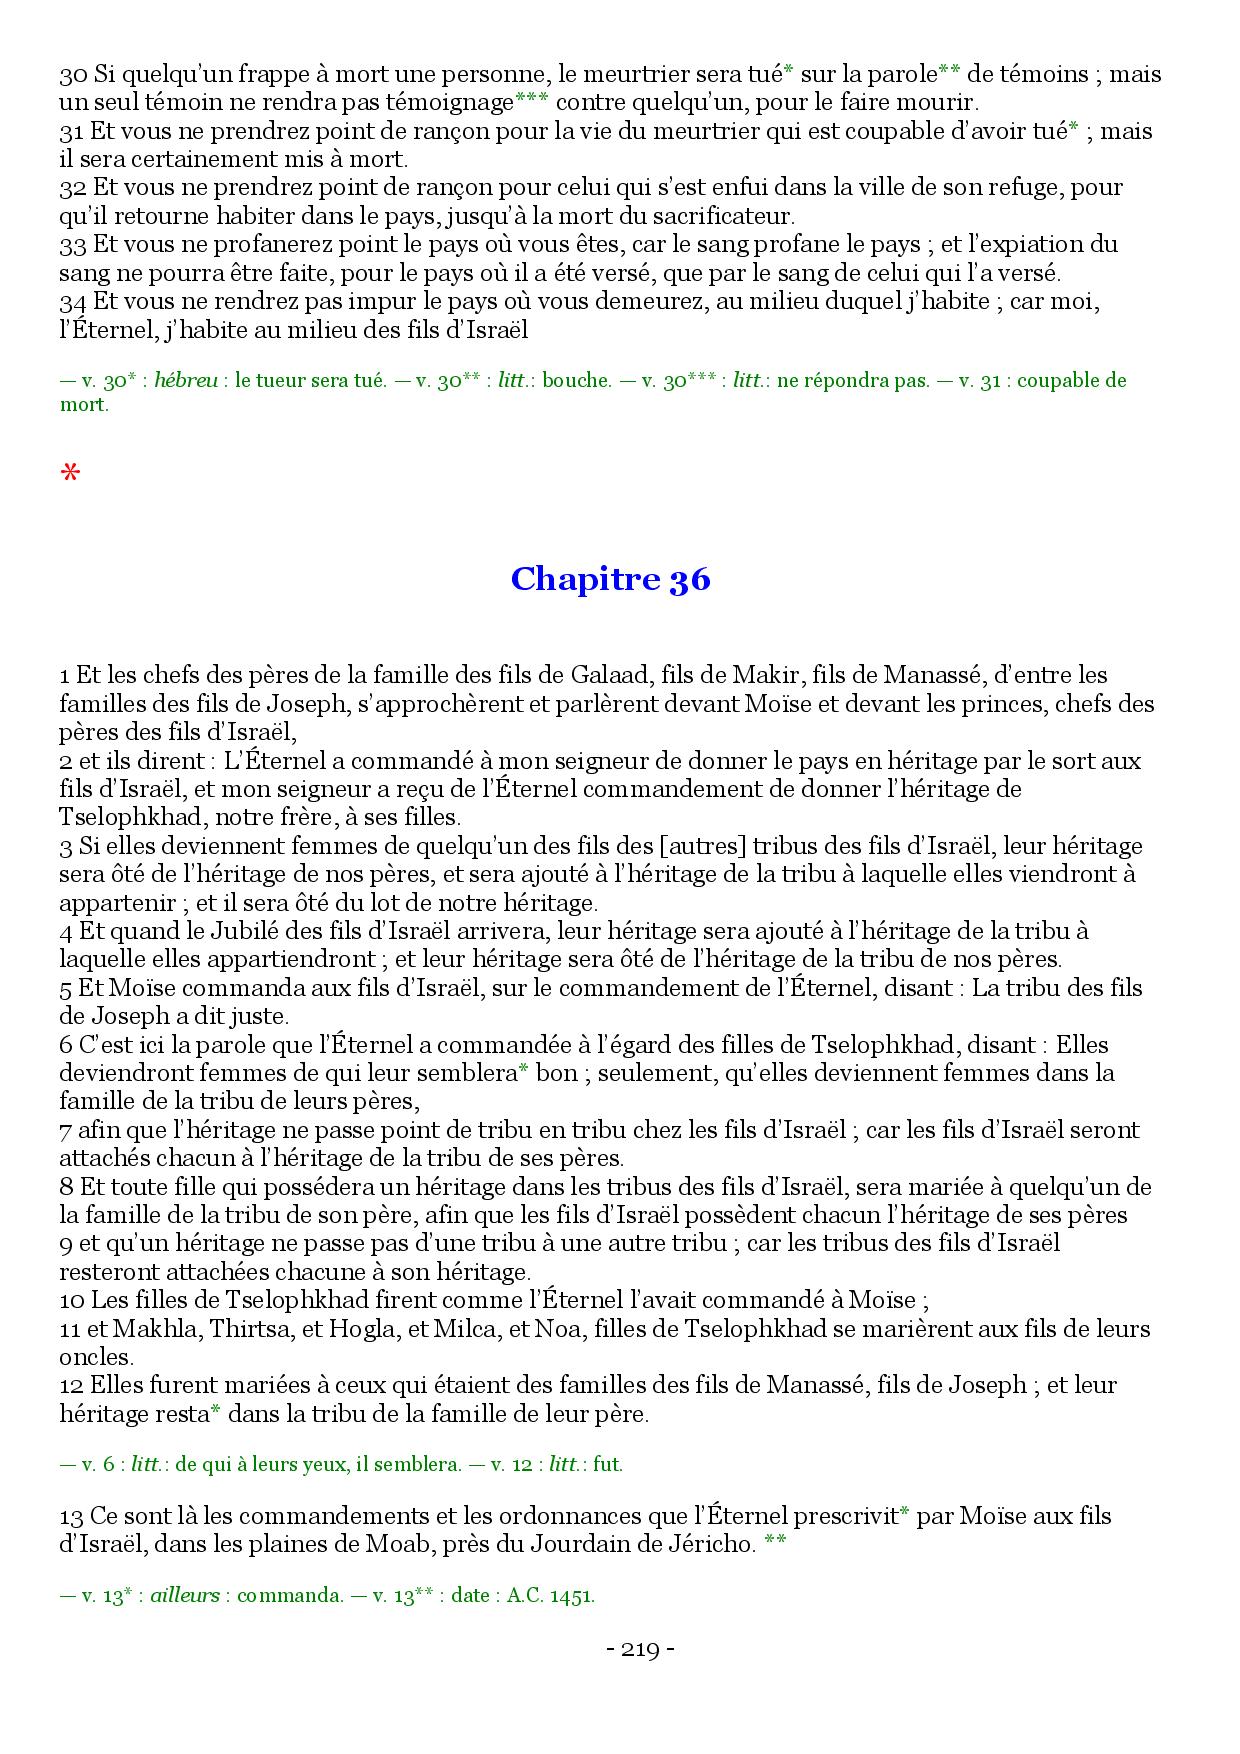 30 Si quelqu’un frappe à mort une personne, le meurtrier sera tué* sur la parole** de témoins ; mais
un seul témoin ne rendra pas témoignage*** contre quelqu’un, pour le faire mourir.
31 Et vous ne prendrez point de rançon pour la vie du meurtrier qui est coupable d’avoir tué* ; mais
il sera certainement mis à mort.
32 Et vous ne prendrez point de rançon pour celui qui s’est enfui dans la ville de son refuge, pour
qu’il retourne habiter dans le pays, jusqu’à la mort du sacrificateur.
33 Et vous ne profanerez point le pays où vous êtes, car le sang profane le pays ; et l’expiation du
sang ne pourra être faite, pour le pays où il a été versé, que par le sang de celui qui l’a versé.
34 Et vous ne rendrez pas impur le pays où vous demeurez, au milieu duquel j’habite ; car moi,
l’Éternel, j’habite au milieu des fils d’Israël
— v. 30* : hébreu : le tueur sera tué. — v. 30** : litt.: bouche. — v. 30*** : litt.: ne répondra pas. — v. 31 : coupable de
mort.
*
Chapitre 36
1 Et les chefs des pères de la famille des fils de Galaad, fils de Makir, fils de Manassé, d’entre les
familles des fils de Joseph, s’approchèrent et parlèrent devant Moïse et devant les princes, chefs des
pères des fils d’Israël,
2 et ils dirent : L’Éternel a commandé à mon seigneur de donner le pays en héritage par le sort aux
fils d’Israël, et mon seigneur a reçu de l’Éternel commandement de donner l’héritage de
Tselophkhad, notre frère, à ses filles.
3 Si elles deviennent femmes de quelqu’un des fils des [autres] tribus des fils d’Israël, leur héritage
sera ôté de l’héritage de nos pères, et sera ajouté à l’héritage de la tribu à laquelle elles viendront à
appartenir ; et il sera ôté du lot de notre héritage.
4 Et quand le Jubilé des fils d’Israël arrivera, leur héritage sera ajouté à l’héritage de la tribu à
laquelle elles appartiendront ; et leur héritage sera ôté de l’héritage de la tribu de nos pères.
5 Et Moïse commanda aux fils d’Israël, sur le commandement de l’Éternel, disant : La tribu des fils
de Joseph a dit juste.
6 C’est ici la parole que l’Éternel a commandée à l’égard des filles de Tselophkhad, disant : Elles
deviendront femmes de qui leur semblera* bon ; seulement, qu’elles deviennent femmes dans la
famille de la tribu de leurs pères,
7 afin que l’héritage ne passe point de tribu en tribu chez les fils d’Israël ; car les fils d’Israël seront
attachés chacun à l’héritage de la tribu de ses pères.
8 Et toute fille qui possédera un héritage dans les tribus des fils d’Israël, sera mariée à quelqu’un de
la famille de la tribu de son père, afin que les fils d’Israël possèdent chacun l’héritage de ses pères
9 et qu’un héritage ne passe pas d’une tribu à une autre tribu ; car les tribus des fils d’Israël
resteront attachées chacune à son héritage.
10 Les filles de Tselophkhad firent comme l’Éternel l’avait commandé à Moïse ;
11 et Makhla, Thirtsa, et Hogla, et Milca, et Noa, filles de Tselophkhad se marièrent aux fils de leurs
oncles.
12 Elles furent mariées à ceux qui étaient des familles des fils de Manassé, fils de Joseph ; et leur
héritage resta* dans la tribu de la famille de leur père.
— v. 6 : litt.: de qui à leurs yeux, il semblera. — v. 12 : litt.: fut.
13 Ce sont là les commandements et les ordonnances que l’Éternel prescrivit* par Moïse aux fils
d’Israël, dans les plaines de Moab, près du Jourdain de Jéricho. **
— v. 13* : ailleurs : commanda. — v. 13** : date : A.C. 1451.
- 219 -